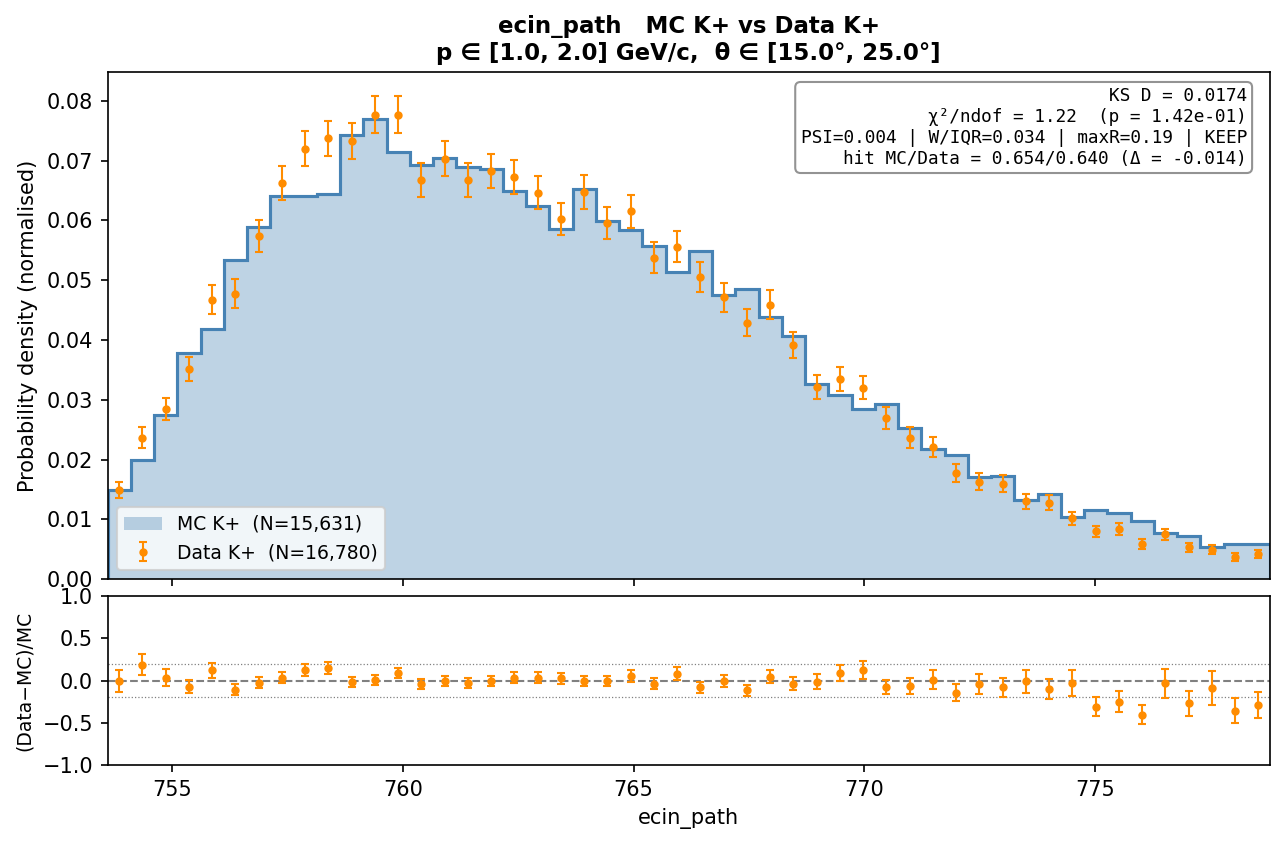 ecin_path   MC K+ vs Data K+
p ∈ [1.0, 2.0] GeV/c,  θ ∈ [15.0°, 25.0°]
KS D = 0.0174
χ²/ndof = 1.22  (p = 1.42e-01)
PSI=0.004 | W/IQR=0.034 | maxR=0.19 | KEEP
hit MC/Data = 0.654/0.640 (Δ = -0.014)
Probability density (normalised)
0.08
0.07
0.06
0.05
0.04
0.03
0.02
0.01
0.00
MC K+  (N=15,631)
Data K+  (N=16,780)
(Data−MC)/MC
1.0
0.5
0.0
−0.5
−1.0
755
760
765
770
775
ecin_path